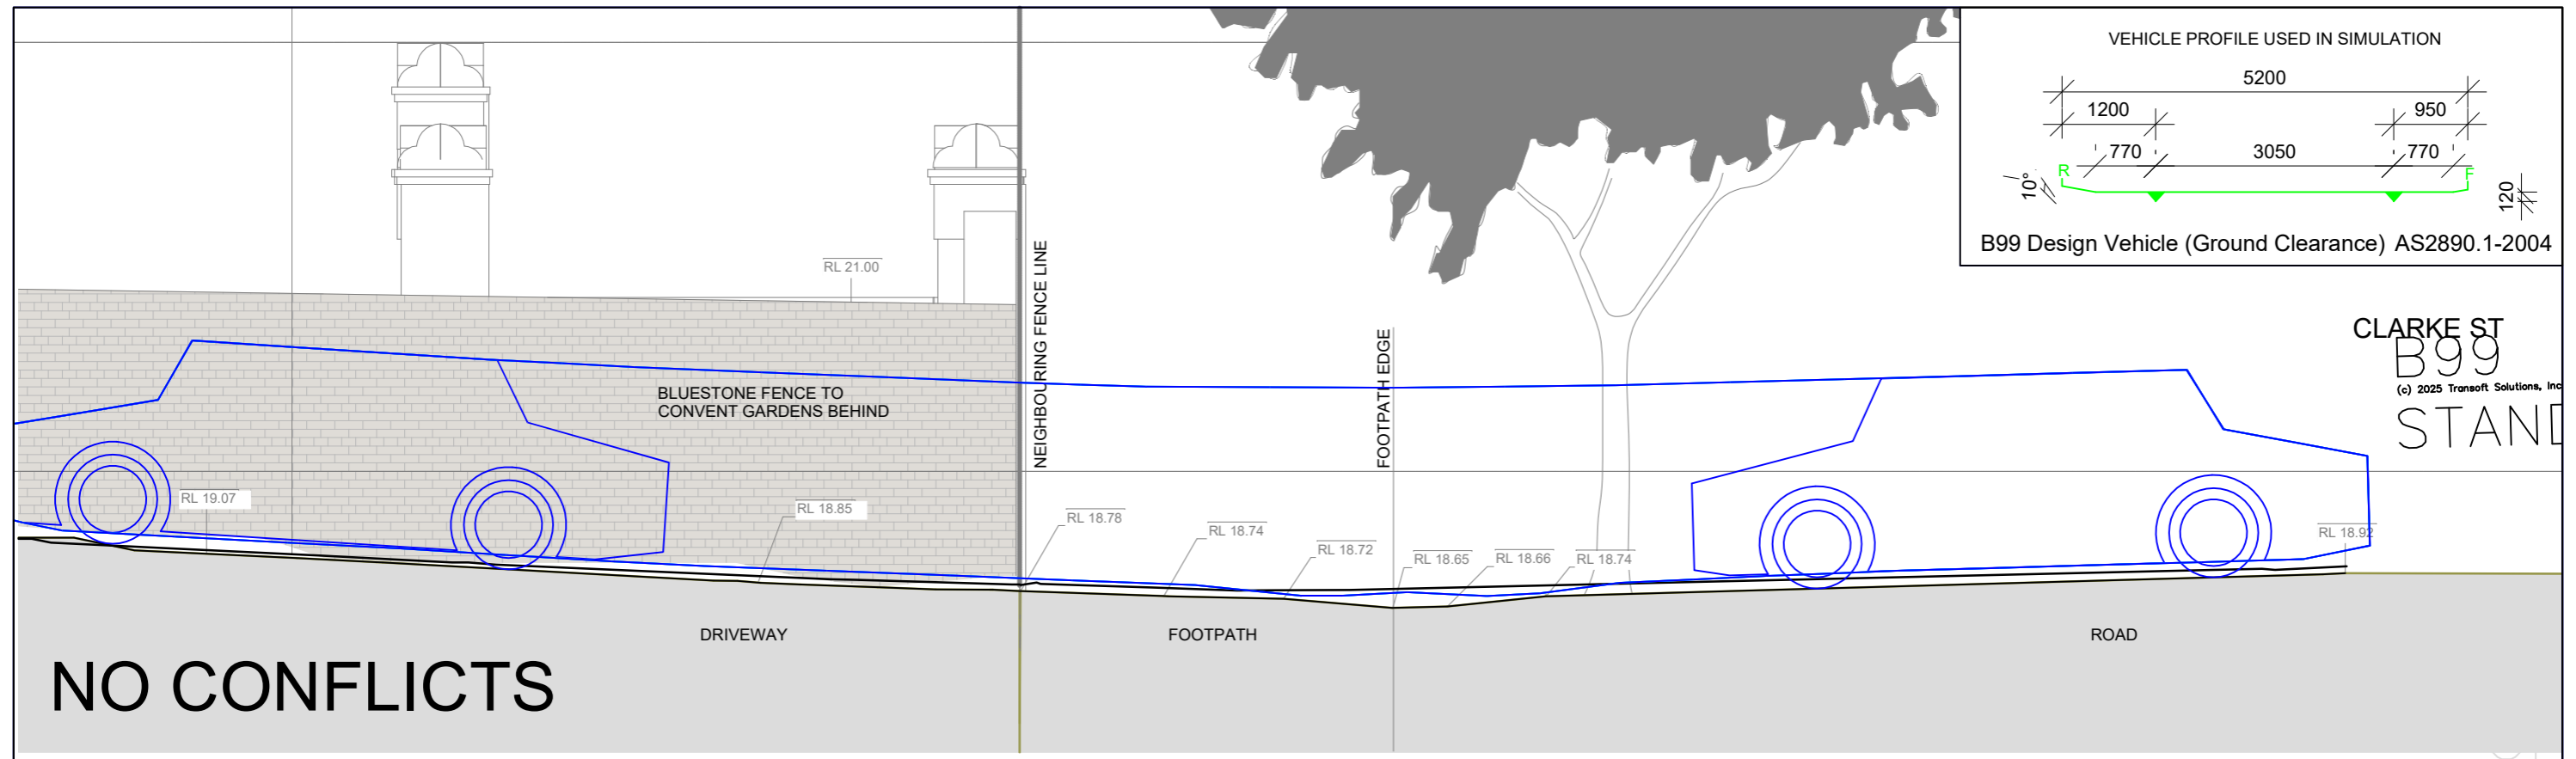 VEHICLE PROFILE USED IN SIMULATION
5200
1200
950
770
3050
770
R
F
10°
120
B99 Design Vehicle (Ground Clearance) AS2890.1-2004
RL 21.00
NEIGHBOURING FENCE LINE
FOOTPATH EDGE
CLARKE ST
B99
(c) 2025 Transoft Solutions, Inc
STAND
BLUESTONE FENCE TO
CONVENT GARDENS BEHIND
RL 19.07
RL 18.85
RL 18.78
RL 18.74
RL 18.72
RL 18.65
RL 18.66
RL 18.74
RL 18.92
DRIVEWAY
FOOTPATH
ROAD
NO CONFLICTS